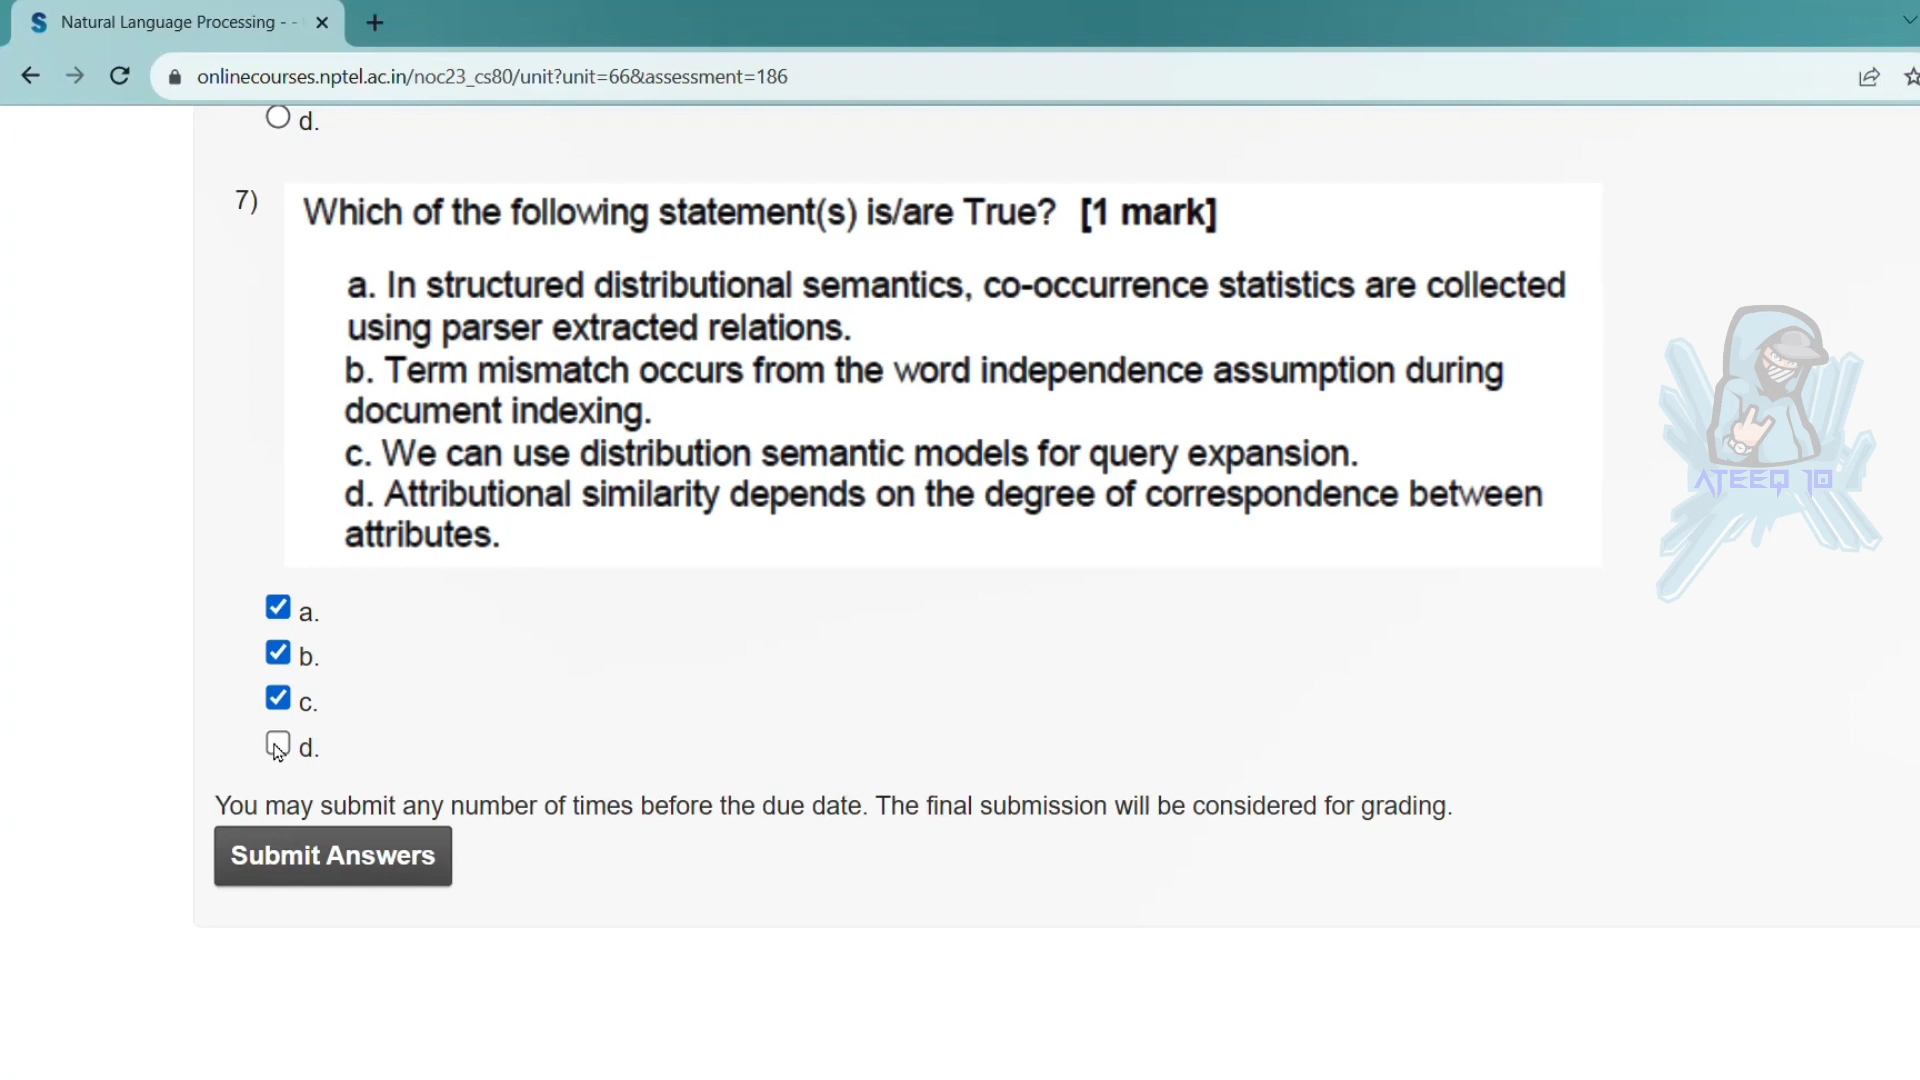 Natural Language Processing - -
onlinecourses.nptel.ac.in/noc23_cs80/unit?unit=66&assessment=186
d.
7)
Which of the following statement(s) is/are True? [1 mark]
a. In structured distributional semantics, co-occurrence statistics are collected
using parser extracted relations.
b. Term mismatch occurs from the word independence assumption during
document indexing.
c. We can use distribution semantic models for query expansion.
d. Attributional similarity depends on the degree of correspondence between
attributes.
ATEEQ 10
a.
b.
c.
d.
You may submit any number of times before the due date. The final submission will be considered for grading.
Submit Answers